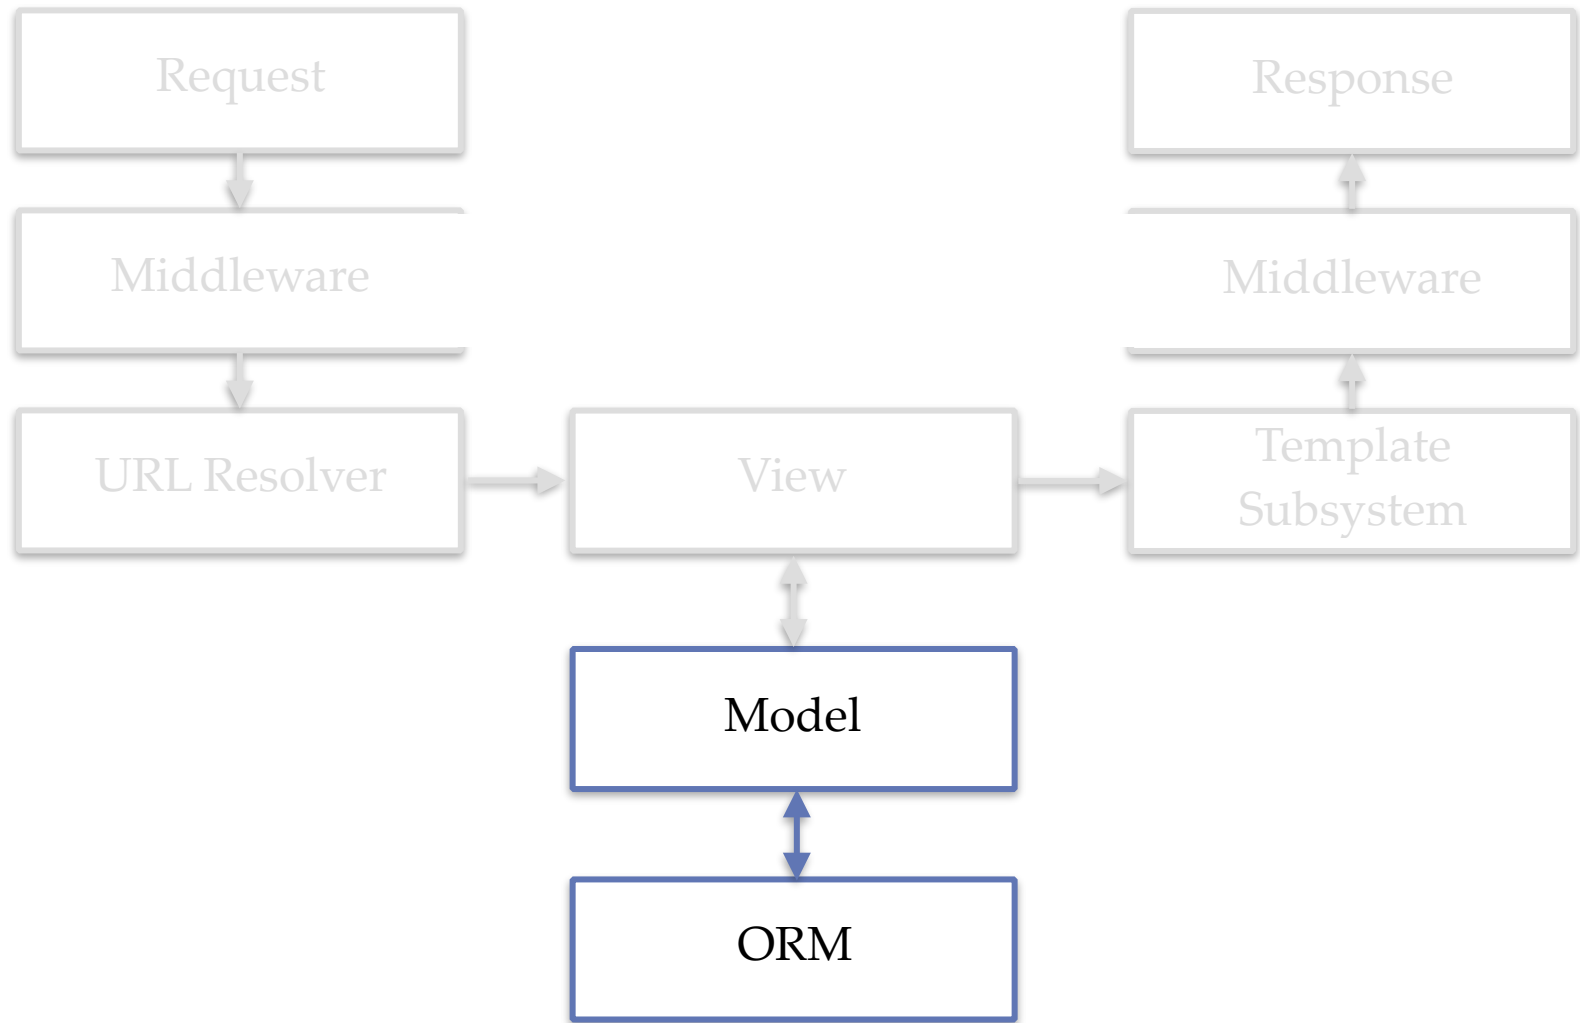 Request
Response
Middleware
Middleware
URL Resolver
View
Template
Subsystem
Model
ORM